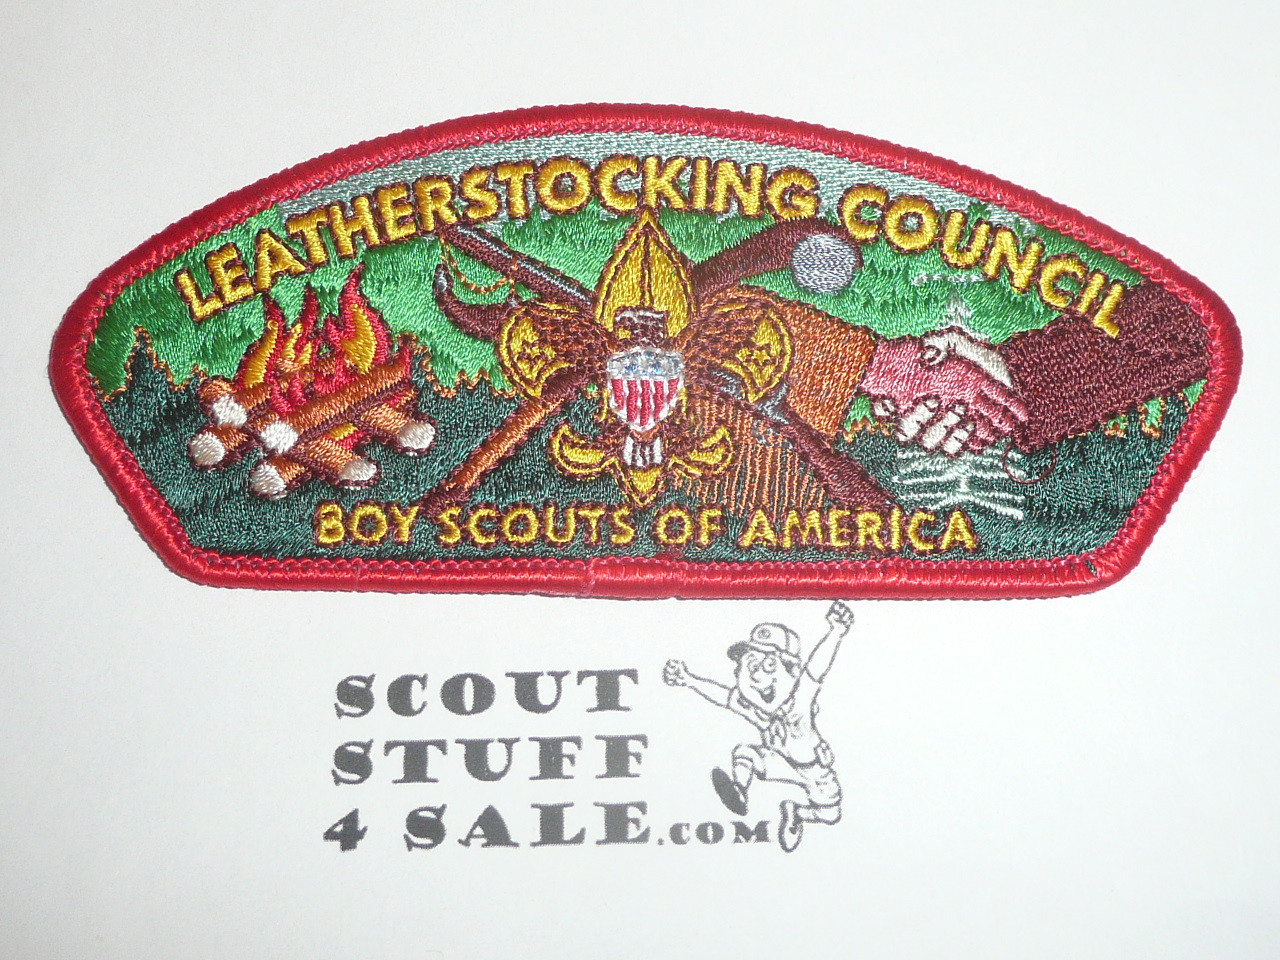 LEATHERSTOCKING COUNCIL
BOY SCOUTS OF AMERICA
SCOUT
STUFF
4 SALE.COM